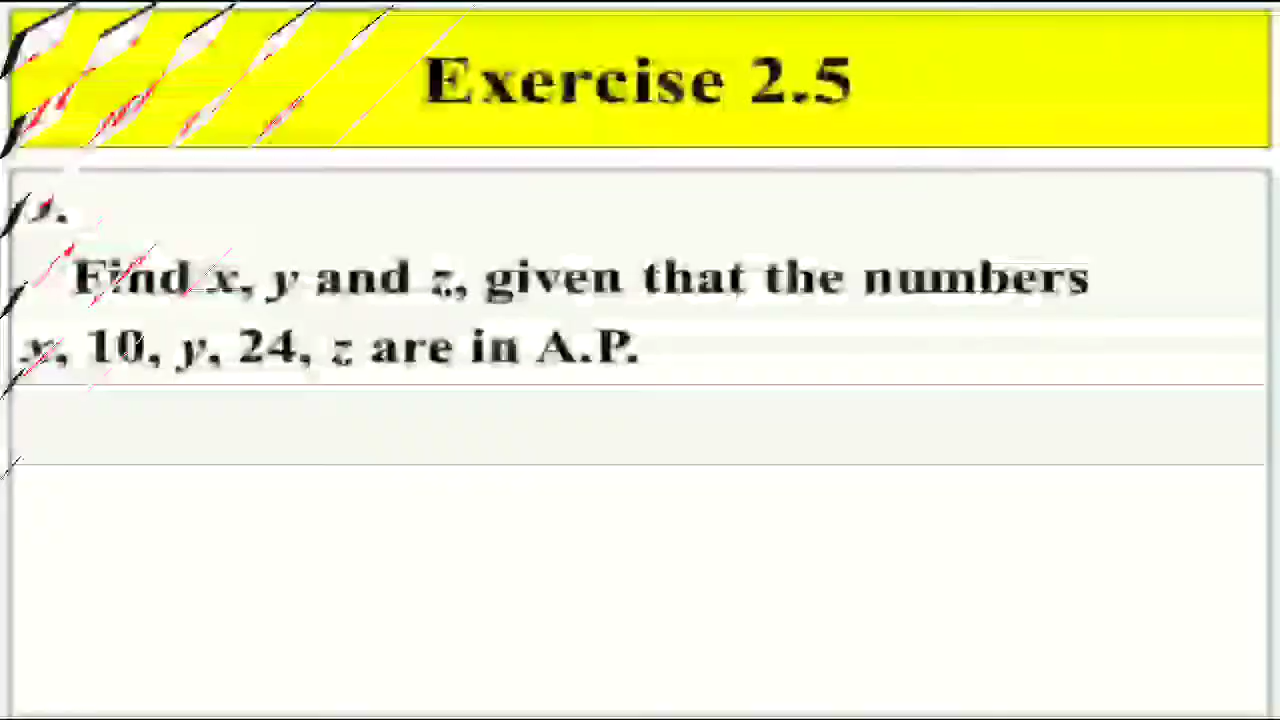 Exercise 2.5
Find x, y and z, given that the numbers
x, 10, y, 24, z are in A.P.